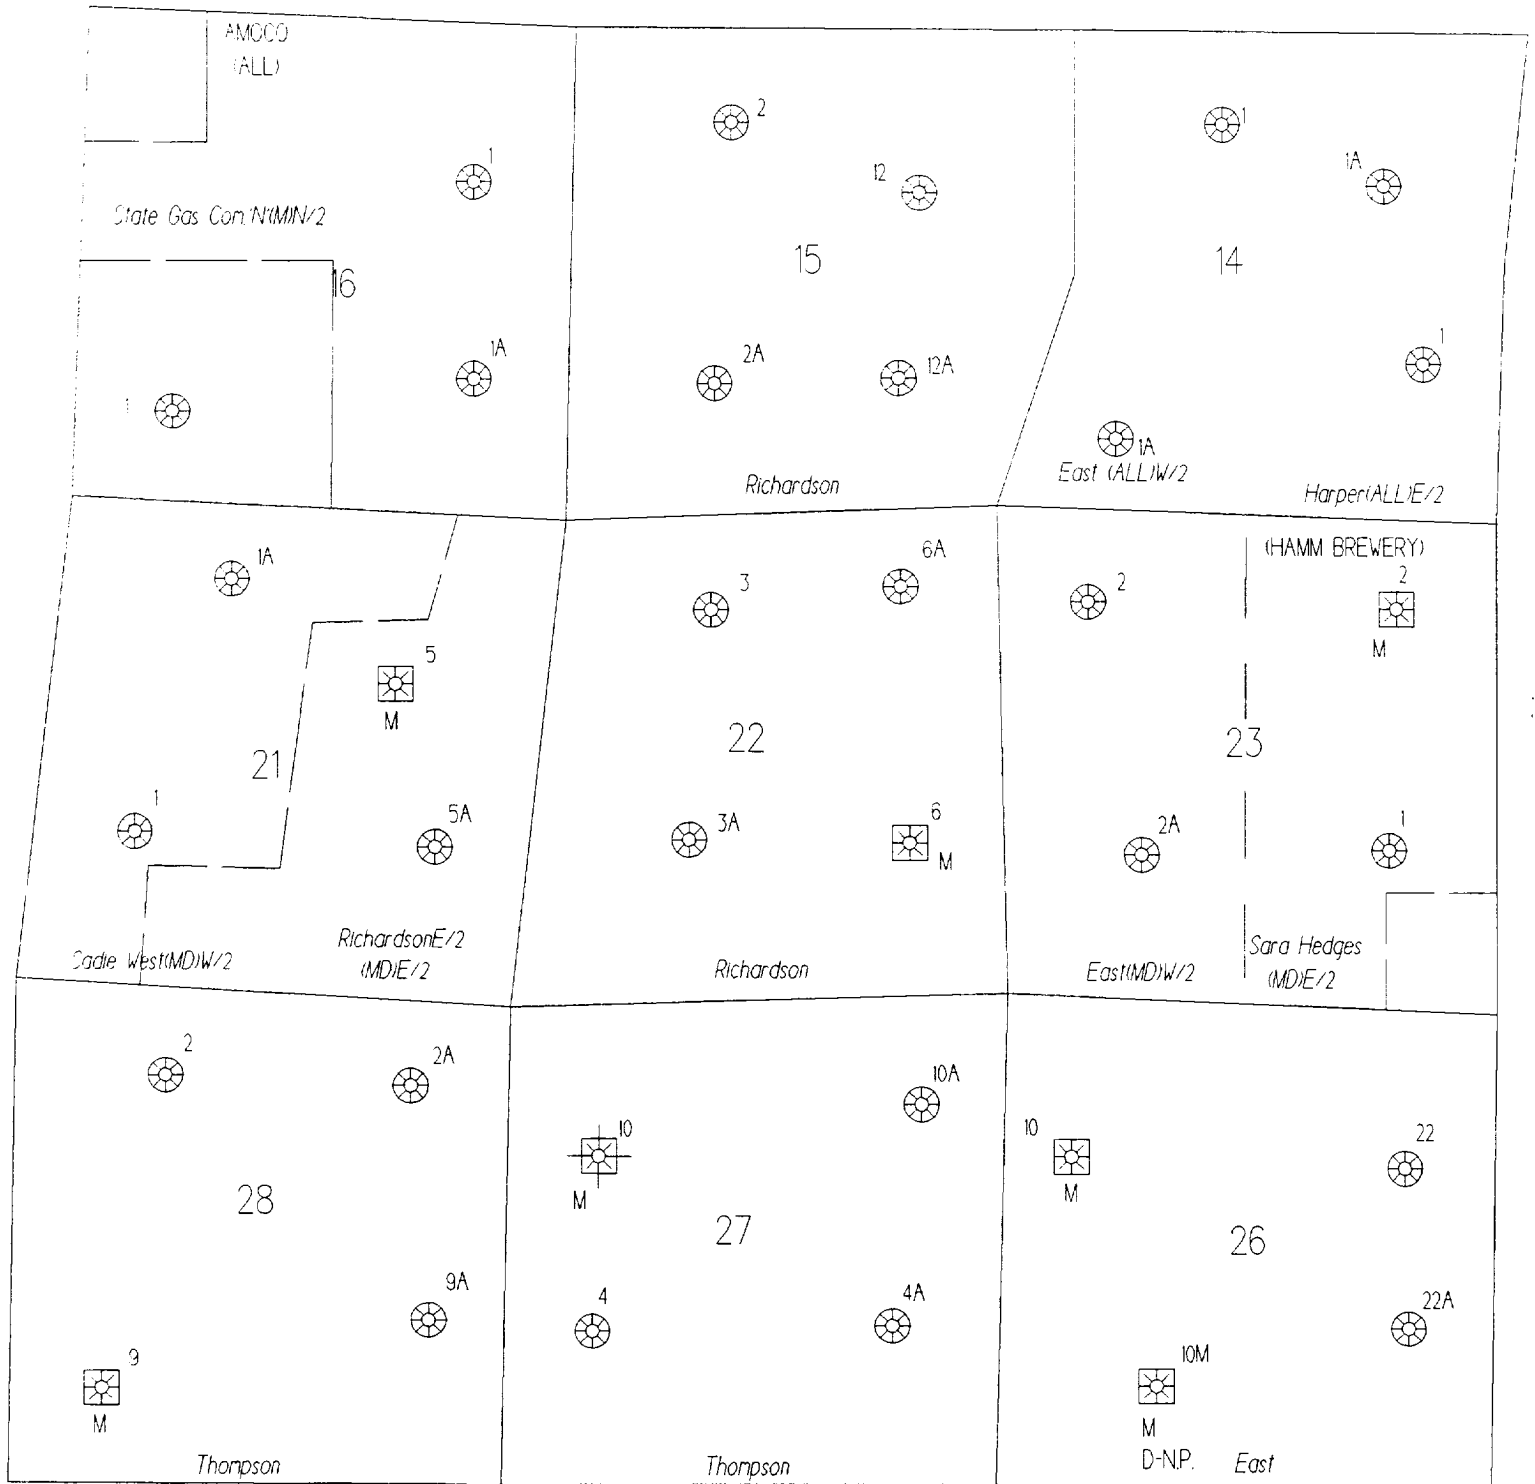 AMOCO
(ALL)
1
State Gas Com.'N'(M)N/2
16
1A
1
2
12
15
2A
12A
Richardson
1
1A
14
1
1A
East (ALL)W/2
Harper(ALL)E/2
1A
5
M
21
1
5A
Sadie West(MD)W/2
RichardsonE/2
(MD)E/2
3
6A
22
3A
6
M
Richardson
(HAMM BREWERY)
2
2
M
23
2A
1
East(MD)W/2
Sara Hedges
(MD)E/2
2
2A
28
9A
9
M
Thompson
10A
10
M
27
4
4A
Thompson
10
M
22
26
22A
10M
M
D-N.P.
East